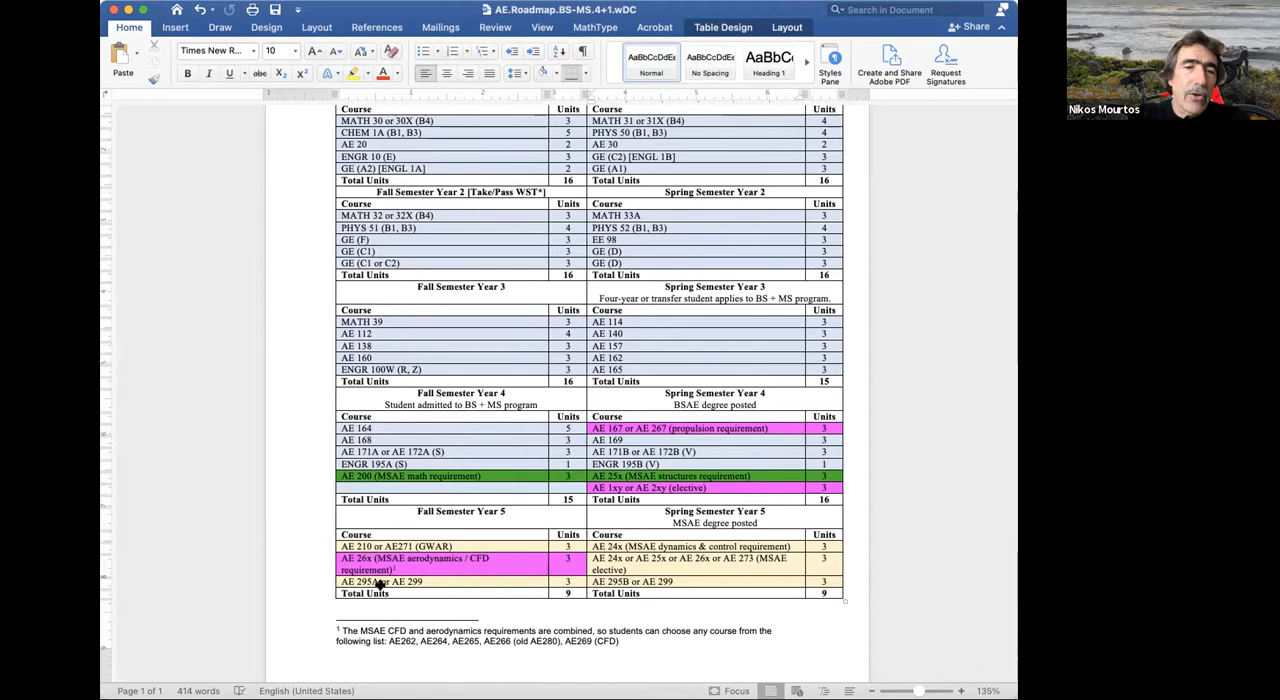 AE.Roadmap.BS-MS.4+1.wDC
Search in Document
Home Insert Draw Design Layout References Mailings Review View MathType Acrobat Table Design Layout
Share
Paste
Times New R... 10
AaBbCcDdEe AaBbCcDdEe AaBbCc
Normal No Spacing Heading 1
Styles Pane
Create and Share Adobe PDF
Request Signatures
Nikos Mourtos
Course Units Course Units
MATH 30 or 30X (B4) 3 MATH 31 or 31X (B4) 4
CHEM 1A (B1, B3) 5 PHYS 50 (B1, B3) 4
AE 20 2 AE 30 2
ENGR 10 (E) 3 GE (C2) [ENGL 1B] 3
GE (A2) [ENGL 1A] 2 GE (A1) 3
Total Units 16 Total Units 16
Fall Semester Year 2 [Take/Pass WST*] Spring Semester Year 2
Course Units Course Units
MATH 32 or 32X (B4) 3 MATH 33A 3
PHYS 51 (B1, B3) 4 PHYS 52 (B1, B3) 4
GE (F) 3 EE 98 3
GE (C1) 3 GE (D) 3
GE (C1 or C2) 3 GE (D) 3
Total Units 16 Total Units 16
Fall Semester Year 3 Spring Semester Year 3
Four-year or transfer student applies to BS + MS program.
Course Units Course Units
MATH 39 3 AE 114 3
AE 112 4 AE 140 3
AE 138 3 AE 157 3
AE 160 3 AE 162 3
ENGR 100W (R, Z) 3 AE 165 3
Total Units 16 Total Units 15
Fall Semester Year 4 Spring Semester Year 4
Student admitted to BS + MS program BSAE degree posted
Course Units Course Units
AE 164 5 AE 167 or AE 267 (propulsion requirement) 3
AE 168 3 AE 169 3
AE 171A or AE 172A (S) 3 AE 171B or AE 172B (V) 3
ENGR 195A (S) 1 ENGR 195B (V) 1
AE 200 (MSAE math requirement) 3 AE 25x (MSAE structures requirement) 3
AE 1xy or AE 2xy (elective) 3
Total Units 15 Total Units 16
Fall Semester Year 5 Spring Semester Year 5
MSAE degree posted
Course Units Course Units
AE 210 or AE271 (GWAR) 3 AE 24x (MSAE dynamics & control requirement) 3
AE 26x (MSAE aerodynamics / CFD 3 AE 24x or AE 25x or AE 26x or AE 273 (MSAE 3
requirement)1 elective)
AE 295A or AE 299 3 AE 295B or AE 299 3
Total Units 9 Total Units 9
1 The MSAE CFD and aerodynamics requirements are combined, so students can choose any course from the
following list: AE262, AE264, AE265, AE266 (old AE280), AE269 (CFD)
Page 1 of 1 414 words English (United States) Focus 135%